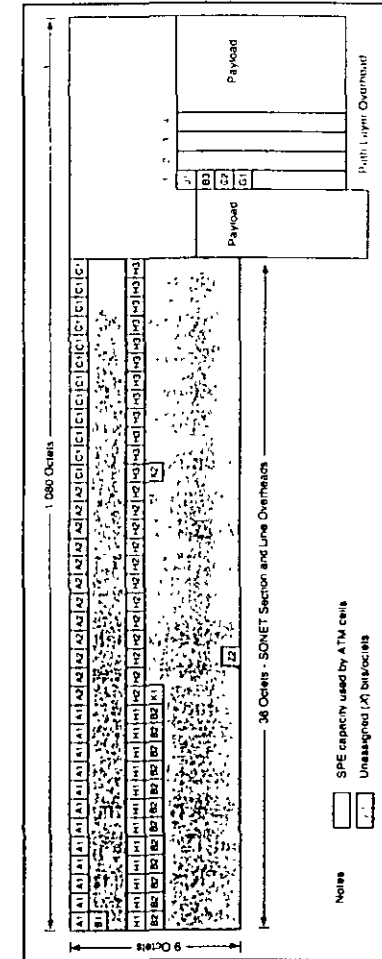 1 080 Octets
A1 A1 A1 A1 A1 A1 A1 A1 A1 A1 A1 A1 A2 A2 A2 A2 A2 A2 A2 A2 A2 A2 A2 A2 C1 C1 C1 C1 C1 C1 C1 C1 C1 C1 C1 C1
B1
H1 H1 H1 H1 H1 H1 H1 H1 H1 H1 H1 H1 H2 H2 H2 H2 H2 H2 H2 H2 H2 H2 H2 H2 H3 H3 H3 H3 H3 H3 H3 H3 H3 H3 H3 H3
B2 B2 B2 B2 B2 B2 B2 B2 B2 B2 B2 B2 K1 K2
Z2
9 Octets
36 Octets - SONET Section and Line Overheads
Payload
1 2 3 4
J1
B3
C2
G1
Payload
Path Layer Overhead
Notes
SPE capacity used by ATM cells
Unassigned (X) bits/octets